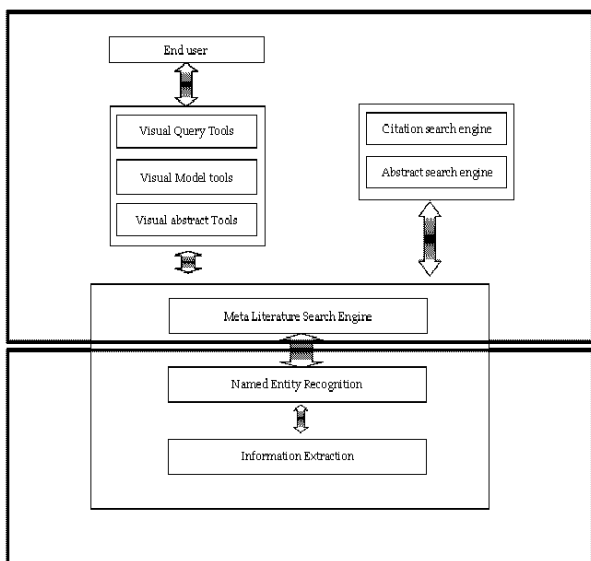 End user
Visual Query Tools
Visual Model tools
Visual abstract Tools
Citation search engine
Abstract search engine
Meta Literature Search Engine
Named Entity Recognition
Information Extraction